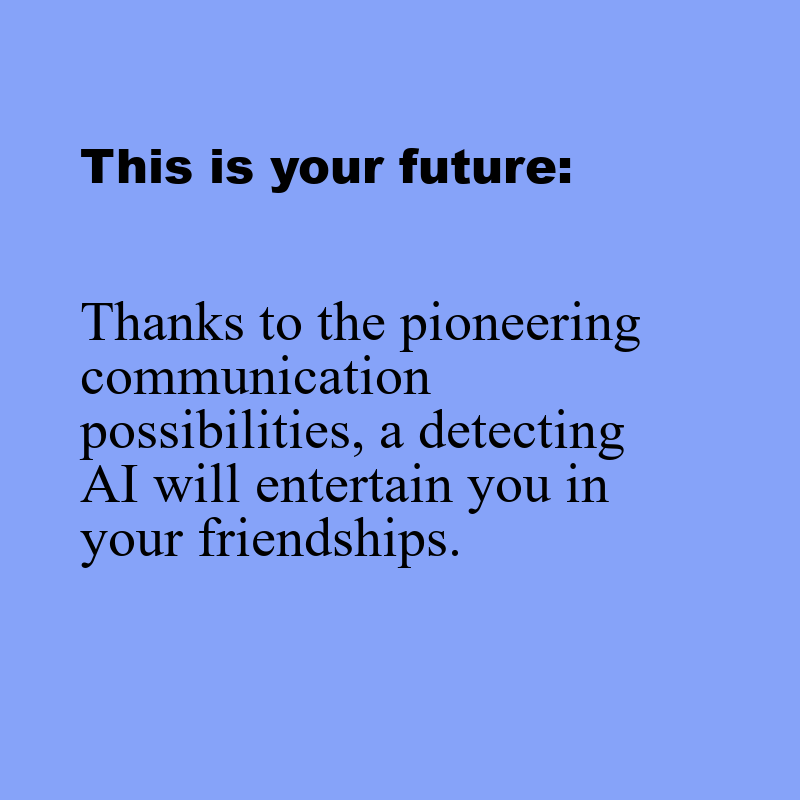 This is your future:
Thanks to the pioneering
communication
possibilities, a detecting
AI will entertain you in
your friendships.